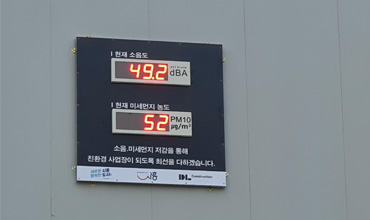 I 현재 소음도
49.2 dBA
I 현재 미세먼지 농도
52 PM10
µg/m³
소음.미세먼지 저감을 통해
친환경 사업장이 되도록 최선을 다하겠습니다.